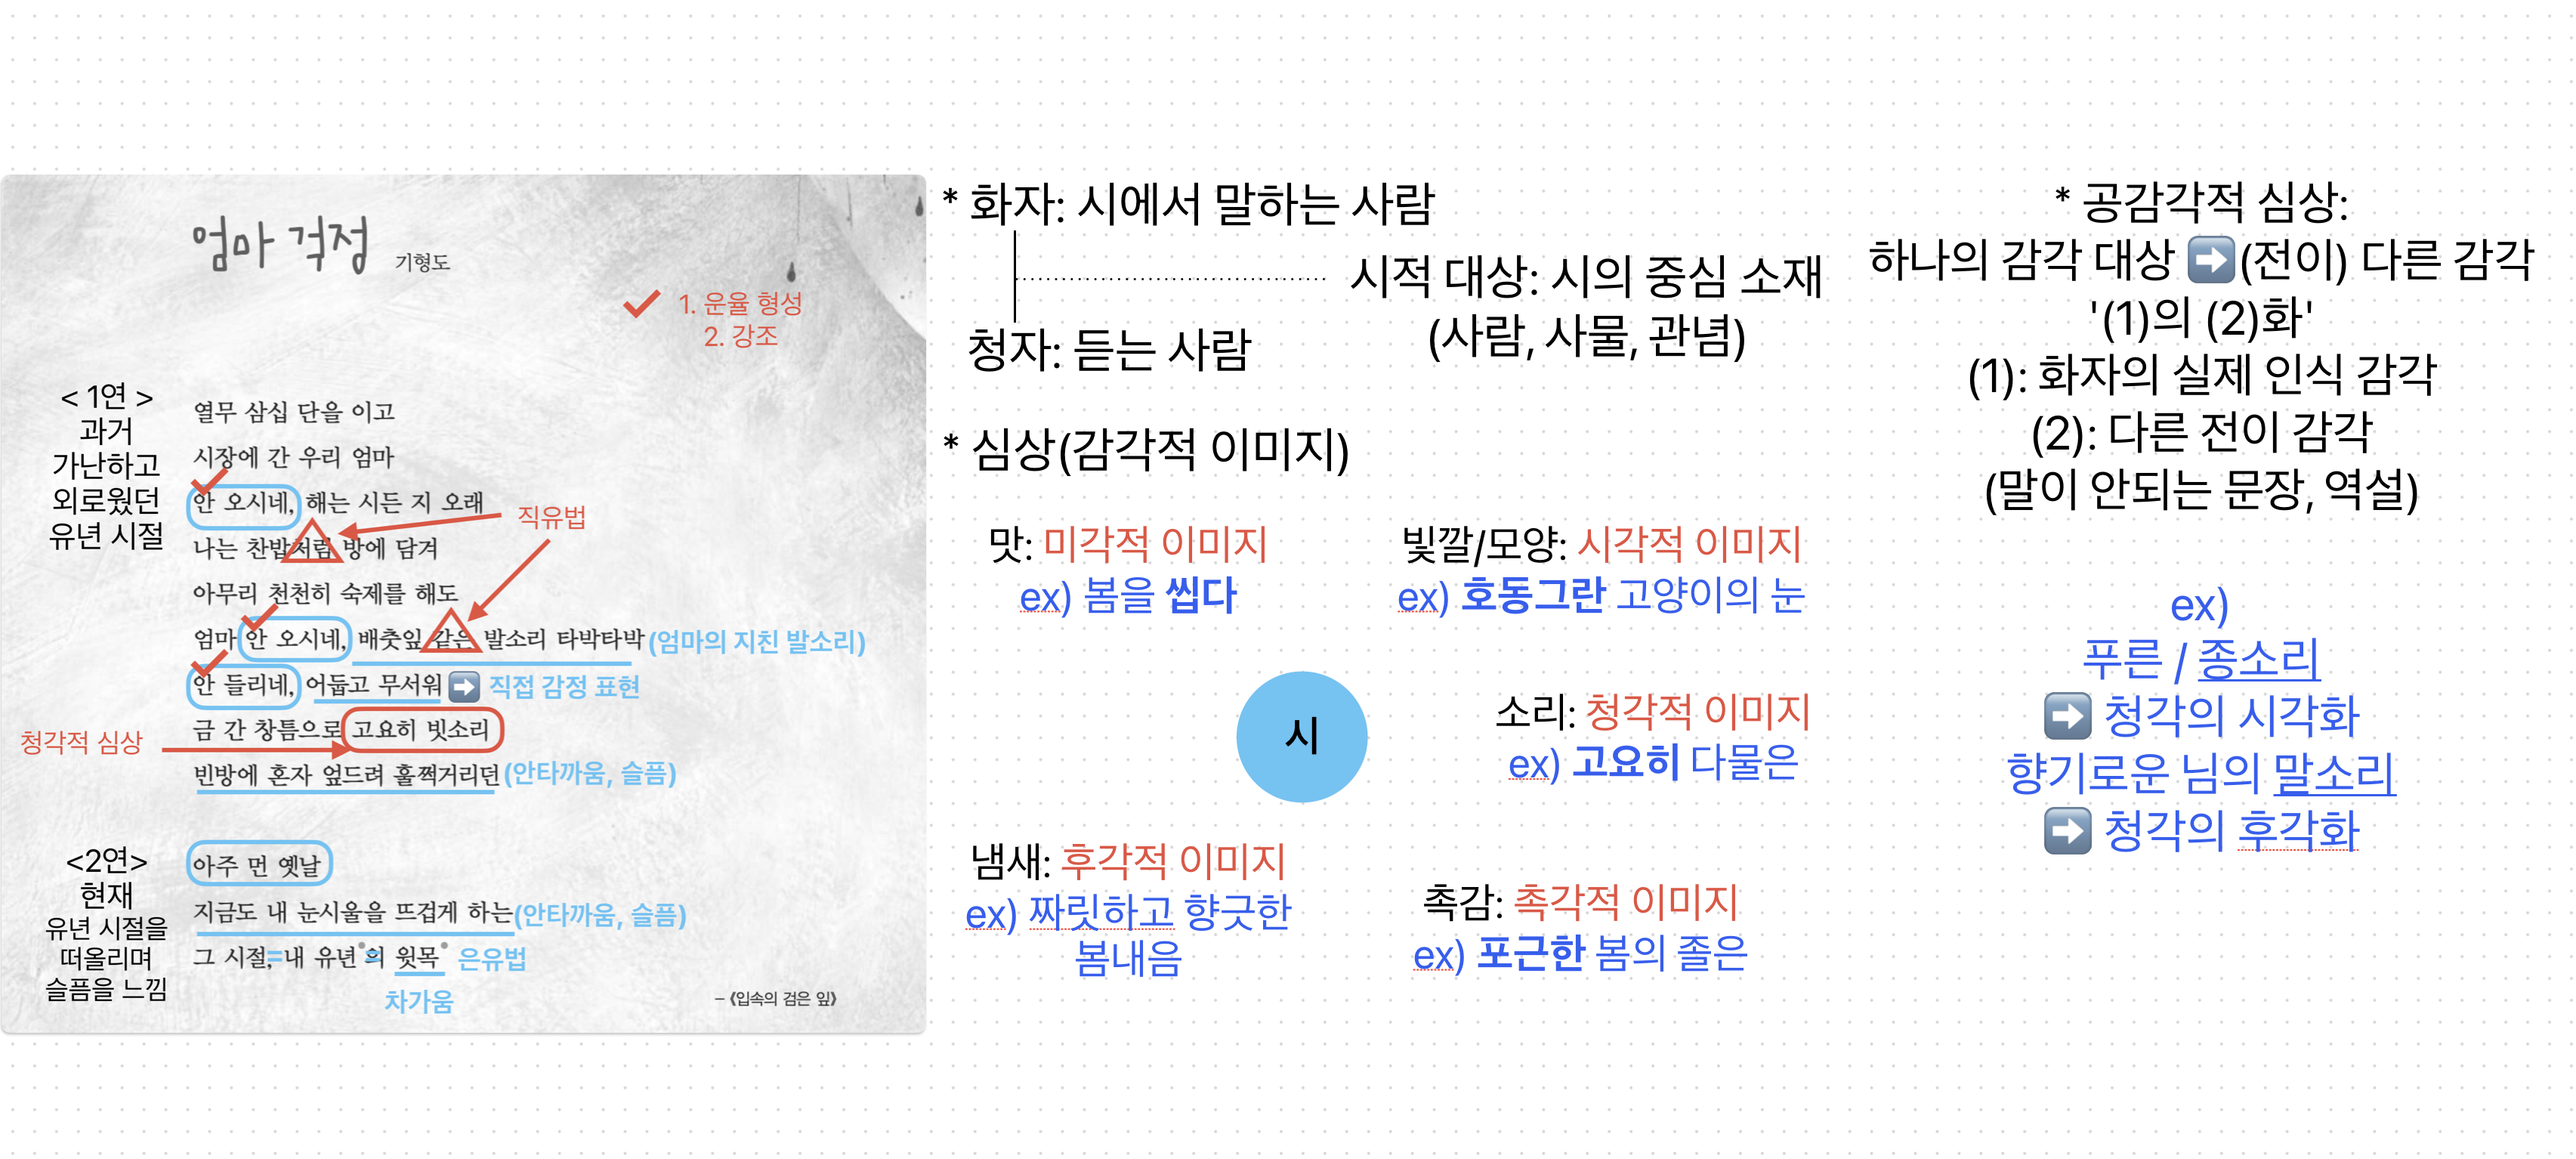 엄마 걱정 기형도
1. 운율 형성
2. 강조
< 1연 >
과거
가난하고
외로웠던
유년 시절
열무 삼십 단을 이고
시장에 간 우리 엄마
안 오시네, 해는 시든 지 오래
직유법
나는 찬밥처럼 방에 담겨
아무리 천천히 숙제를 해도
엄마 안 오시네, 배춧잎 같은 발소리 타박타박 (엄마의 지친 발소리)
안 들리네, 어둡고 무서워 ➡ 직접 감정 표현
금 간 창틈으로 고요히 빗소리
청각적 심상
빈방에 혼자 엎드려 훌쩍거리던 (안타까움, 슬픔)
<2연>
현재
유년 시절을
떠올리며
슬픔을 느낌
아주 먼 옛날
지금도 내 눈시울을 뜨겁게 하는 (안타까움, 슬픔)
그 시절, = 내 유년의 = 윗목 은유법
차가움
– 《입속의 검은 잎》
* 화자: 시에서 말하는 사람
시적 대상: 시의 중심 소재
(사람, 사물, 관념)
청자: 듣는 사람
* 심상(감각적 이미지)
맛: 미각적 이미지
ex) 봄을 씹다
빛깔/모양: 시각적 이미지
ex) 호동그란 고양이의 눈
시
소리: 청각적 이미지
ex) 고요히 다물은
냄새: 후각적 이미지
ex) 짜릿하고 향긋한
봄내음
촉감: 촉각적 이미지
ex) 포근한 봄의 졸은
* 공감각적 심상:
하나의 감각 대상 ➡(전이) 다른 감각
'(1)의 (2)화'
(1): 화자의 실제 인식 감각
(2): 다른 전이 감각
(말이 안되는 문장, 역설)
ex)
푸른 / 종소리
➡ 청각의 시각화
향기로운 님의 말소리
➡ 청각의 후각화